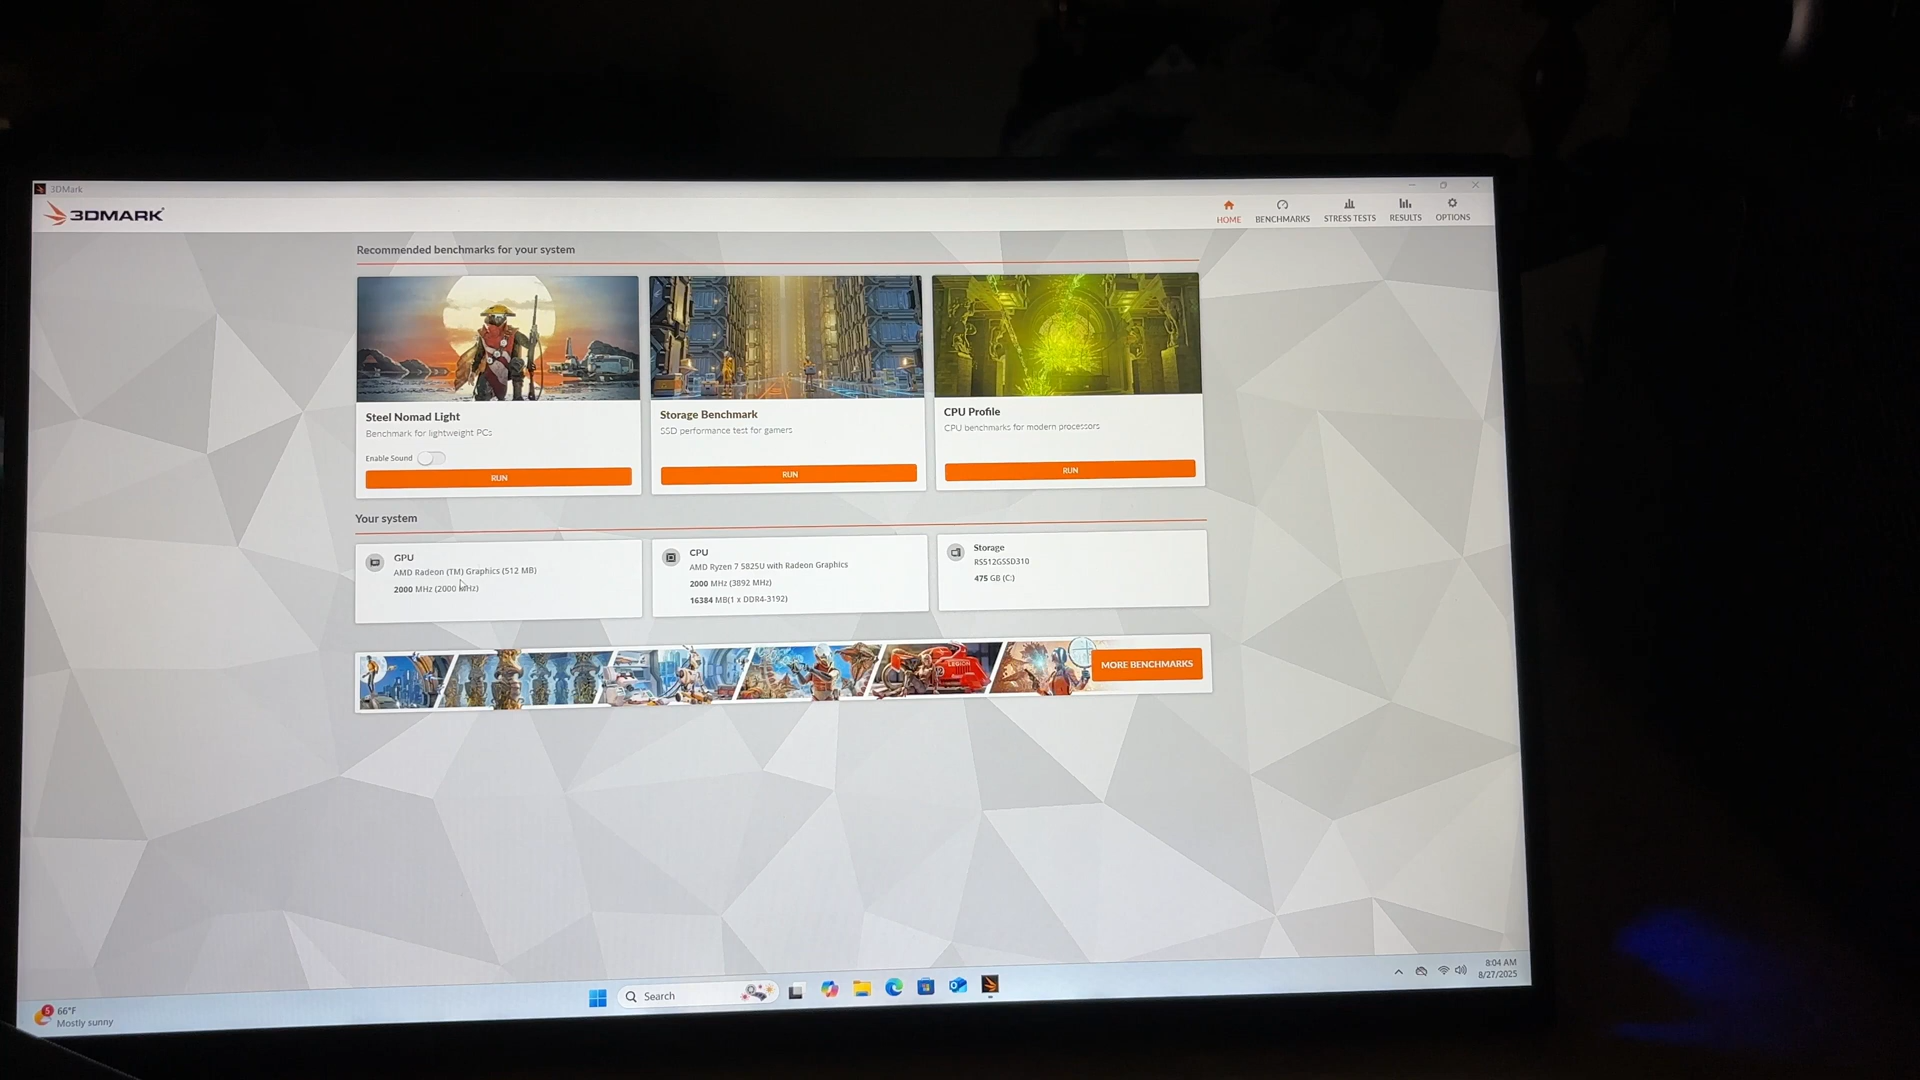 3DMark
3DMARK
HOME
BENCHMARKS
STRESS TESTS
RESULTS
OPTIONS
Recommended benchmarks for your system
Steel Nomad Light
Benchmark for lightweight PCs
Enable Sound
RUN
Storage Benchmark
SSD performance test for gamers
RUN
CPU Profile
CPU benchmarks for modern processors
RUN
Your system
GPU
AMD Radeon (TM) Graphics (512 MB)
2000 MHz (2000 MHz)
CPU
AMD Ryzen 7 5825U with Radeon Graphics
2000 MHz (3892 MHz)
16384 MB(1 x DDR4-3192)
Storage
RS512GSSD310
475 GB (C:)
LEGION
MORE BENCHMARKS
5
66°F
Mostly sunny
Search
8:04 AM
8/27/2025